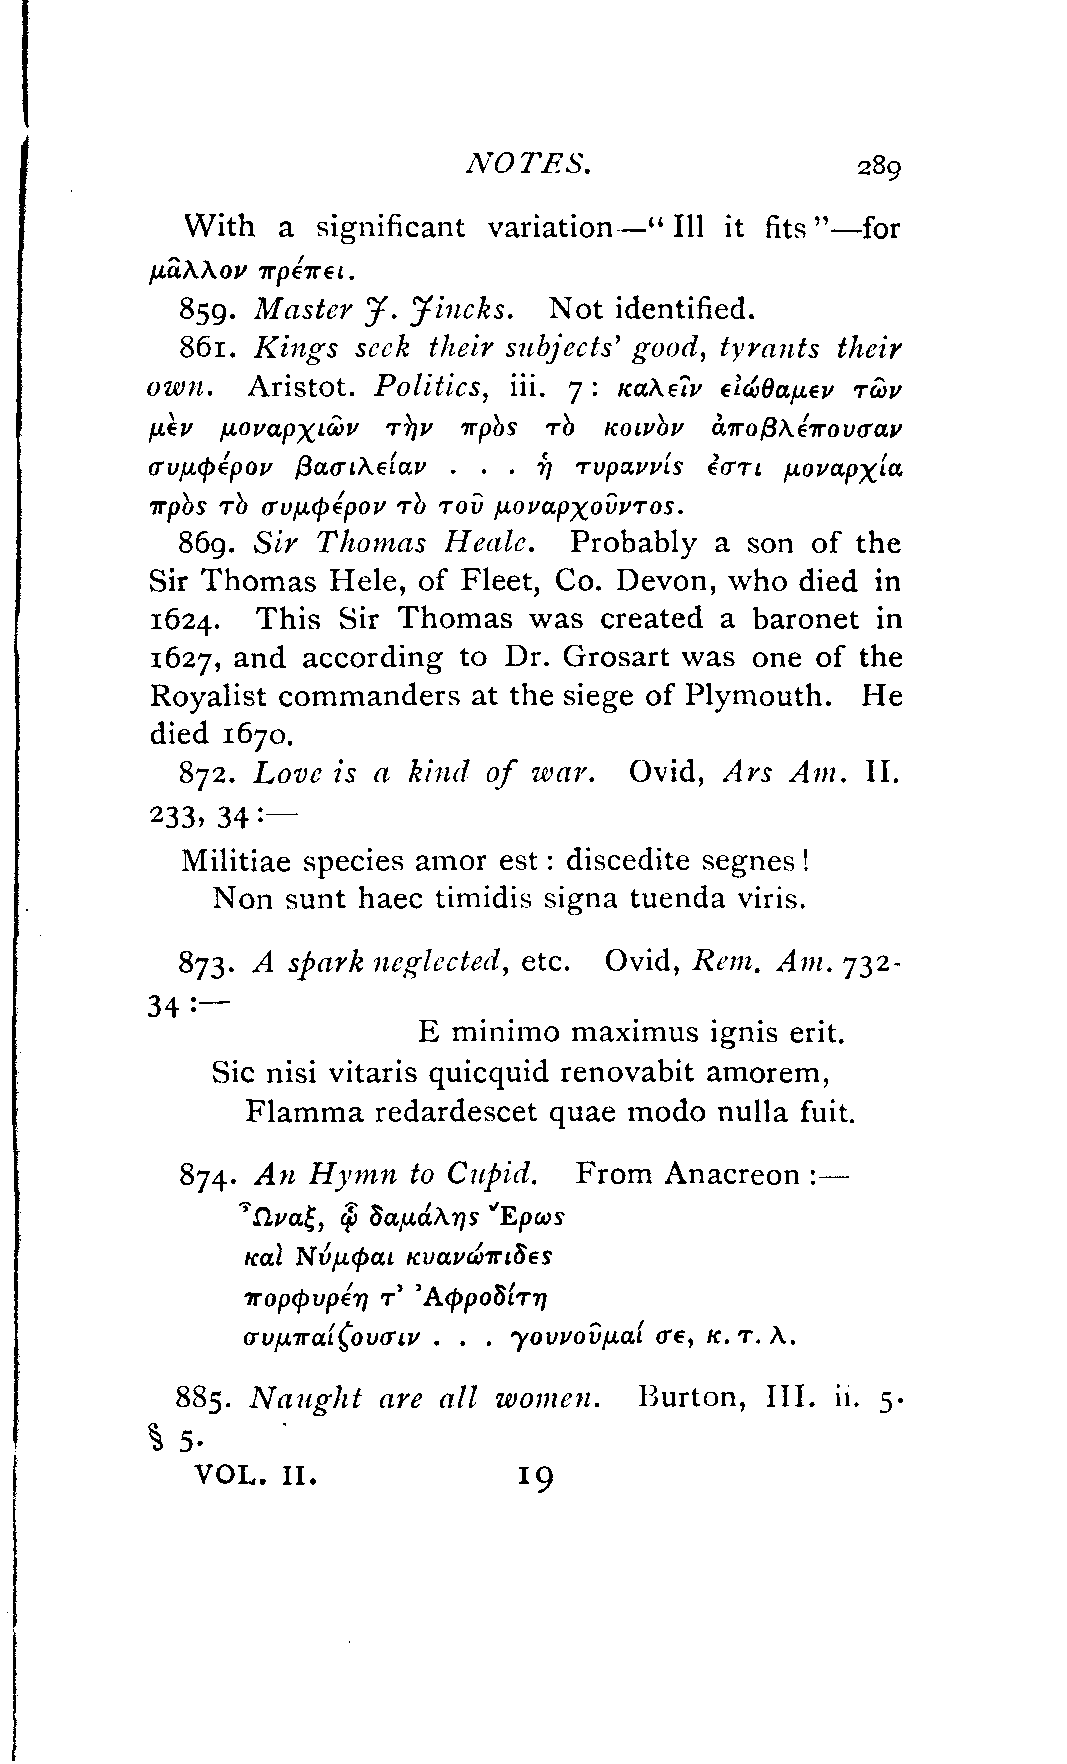 NOTES. 289
With a significant variation—“Ill it fits”—for
μᾶλλον πρέπει.
859. Master J. Jincks. Not identified.
861. Kings seek their subjects' good, tyrants their
own. Aristot. Politics, iii. 7: καλεῖν εἰώθαμεν τῶν
μὲν μοναρχιῶν τὴν πρὸς τὸ κοινὸν ἀποβλέπουσαν
συμφέρον βασιλείαν . . . ἡ τυραννίς ἐστι μοναρχία
πρὸς τὸ συμφέρον τὸ τοῦ μοναρχοῦντος.
869. Sir Thomas Heale. Probably a son of the
Sir Thomas Hele, of Fleet, Co. Devon, who died in
1624. This Sir Thomas was created a baronet in
1627, and according to Dr. Grosart was one of the
Royalist commanders at the siege of Plymouth. He
died 1670.
872. Love is a kind of war. Ovid, Ars Am. II.
233, 34:—
Militiae species amor est: discedite segnes!
Non sunt haec timidis signa tuenda viris.
873. A spark neglected, etc. Ovid, Rem. Am. 732-
34:—
E minimo maximus ignis erit.
Sic nisi vitaris quicquid renovabit amorem,
Flamma redardescet quae modo nulla fuit.
874. An Hymn to Cupid. From Anacreon:—
Ὦναξ, ᾧ δαμάλης Ἔρως
καὶ Νύμφαι κυανώπιδες
πορφυρέη τ' Ἀφροδίτη
συμπαίζουσιν . . . γουνοῦμαί σε, κ. τ. λ.
885. Naught are all women. Burton, III. ii. 5.
§ 5.
VOL. II. 19